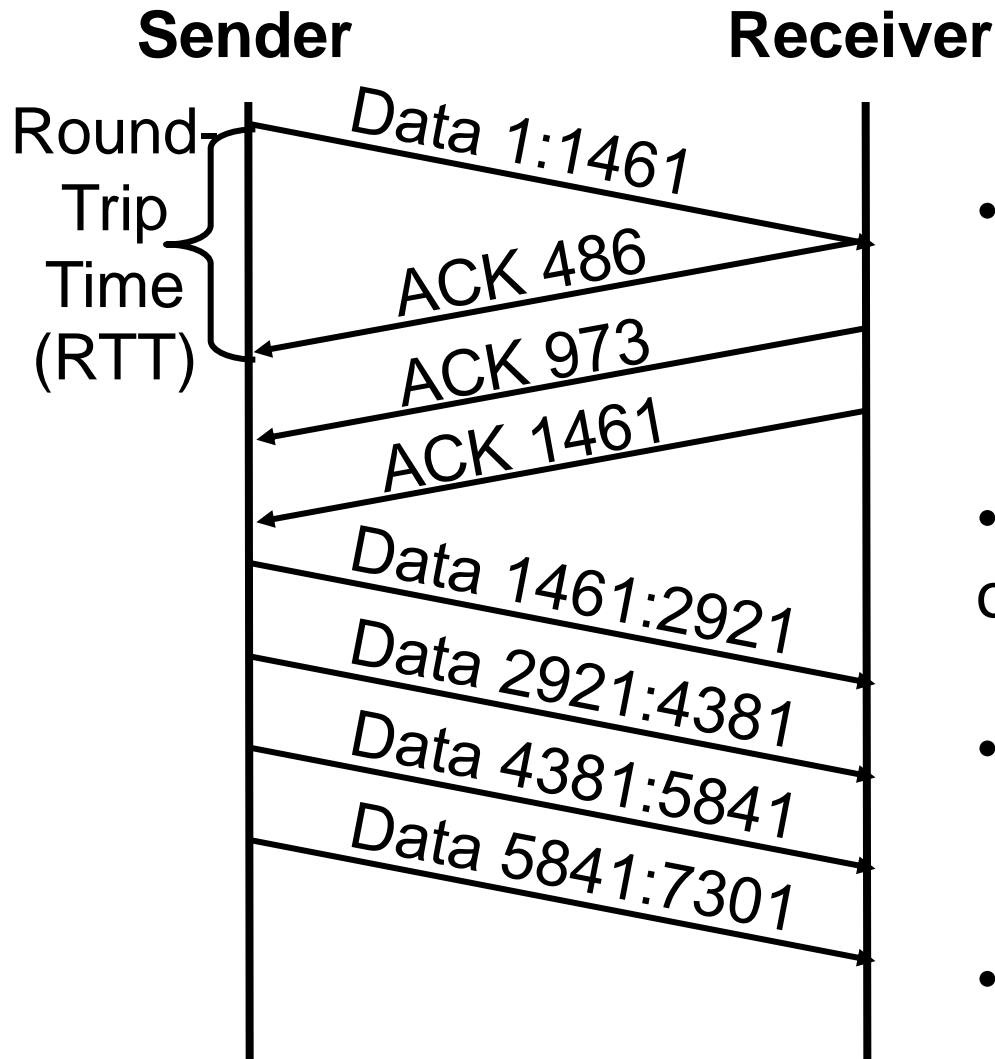 Sender Receiver
Round-
Trip
Time
(RTT)
Data 1:1461
ACK 486
ACK 973
ACK 1461
Data 1461:2921
Data 2921:4381
Data 4381:5841
Data 5841:7301
•
•
•
•